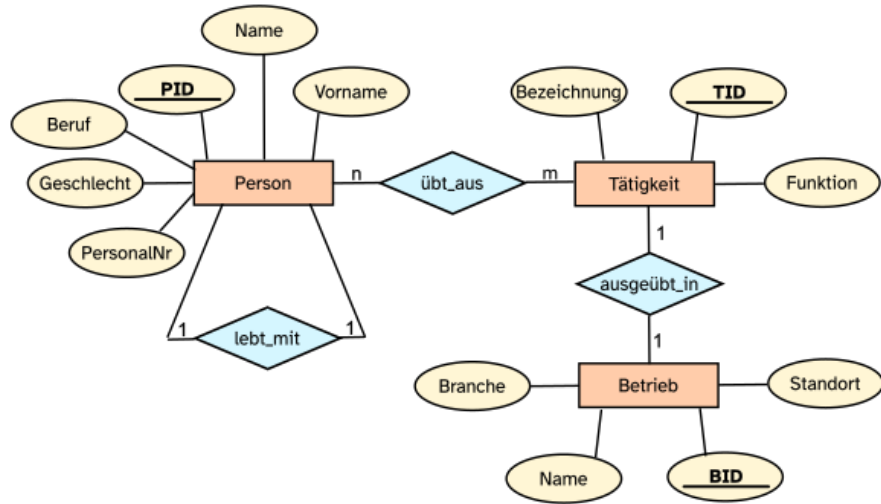 Name
PID
Vorname
Beruf
Geschlecht
PersonalNr
Person
n
übt_aus
m
Bezeichnung
TID
Tätigkeit
Funktion
1
lebt_mit
1
1
ausgeübt_in
1
Branche
Betrieb
Standort
Name
BID